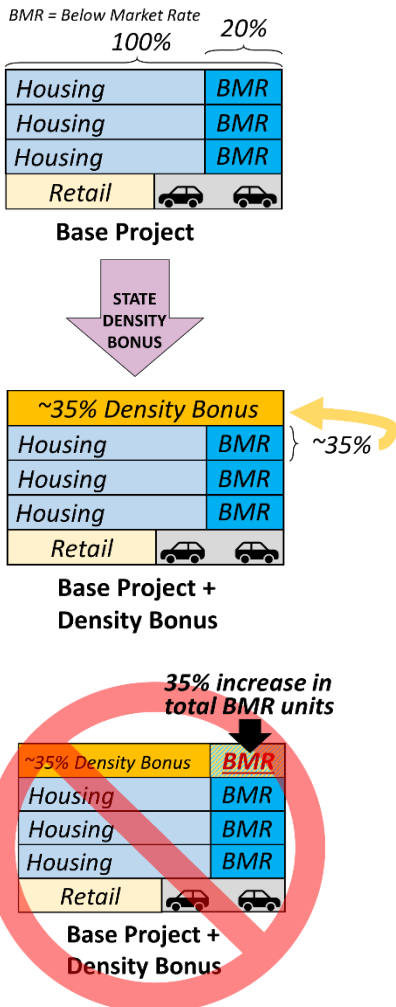 BMR = Below Market Rate
100%
20%
Housing BMR
Housing BMR
Housing BMR
Retail
Base Project
STATE
DENSITY
BONUS
~35% Density Bonus
Housing BMR
~35%
Housing BMR
Housing BMR
Retail
Base Project +
Density Bonus
35% increase in
total BMR units
~35% Density Bonus BMR
Housing BMR
Housing BMR
Housing BMR
Retail
Base Project +
Density Bonus